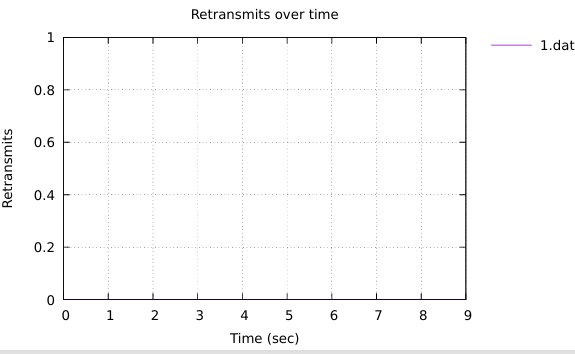 Retransmits over time
1.dat
Retransmits
1
0.8
0.6
0.4
0.2
0
0 1 2 3 4 5 6 7 8 9
Time (sec)